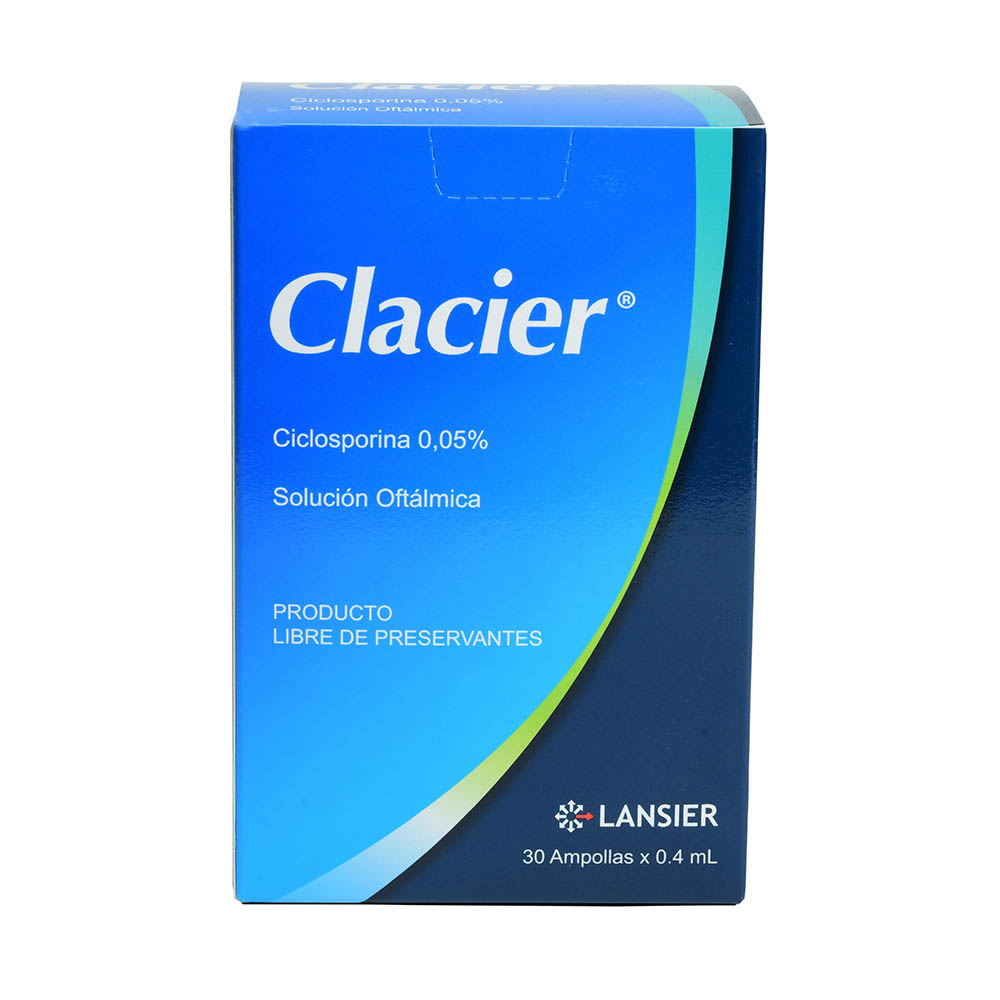 Clacier
Ciclosporina 0,05%
Solución Oftálmica
Clacier®
Ciclosporina 0,05%
Solución Oftálmica
PRODUCTO
LIBRE DE PRESERVANTES
LANSIER
30 Ampollas x 0.4 mL